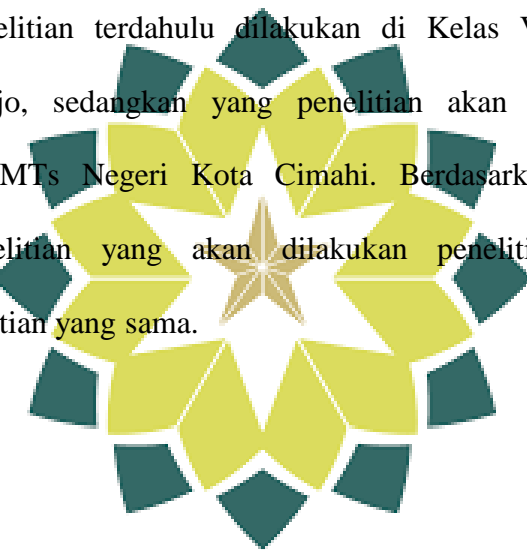 elitian terdahulu dilakukan di Kelas V
jo, sedangkan yang penelitian akan
MTs Negeri Kota Cimahi. Berdasark
elitian yang akan dilakukan peneliti
tian yang sama.